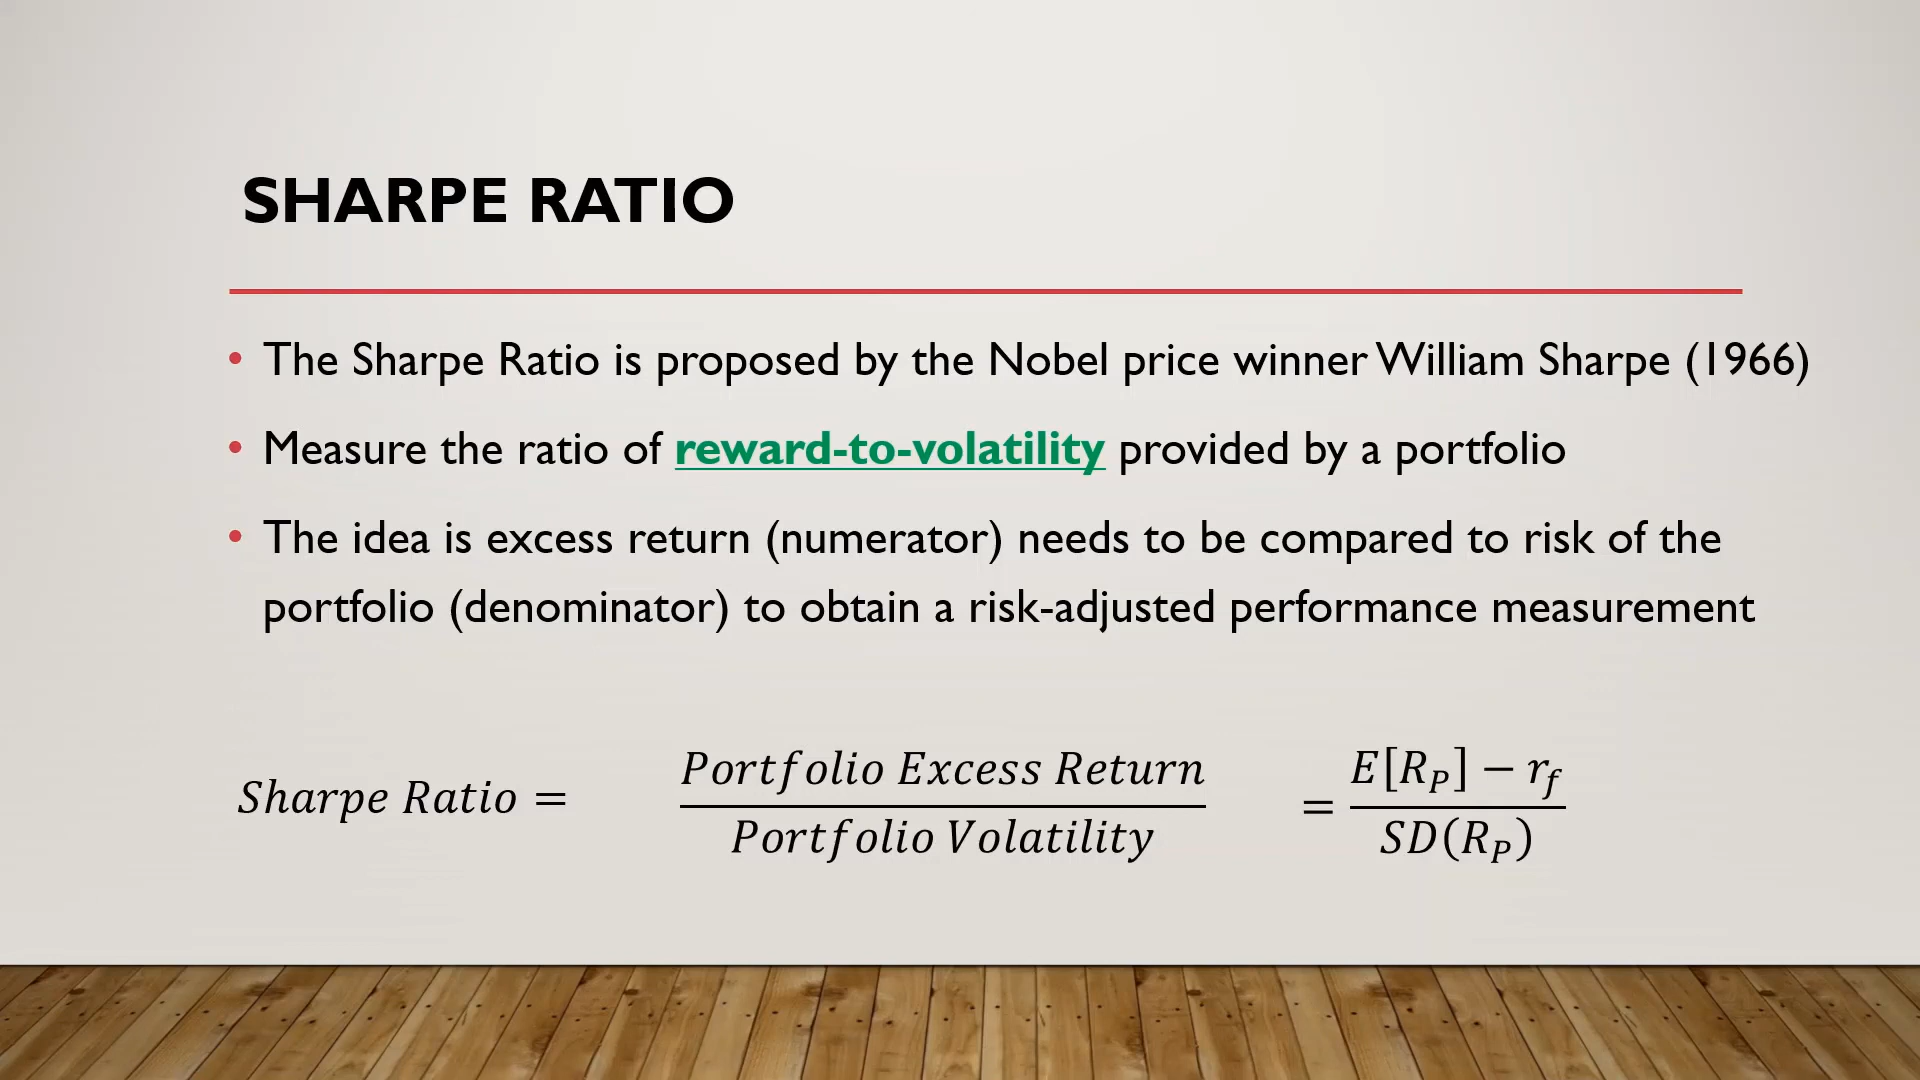 SHARPE RATIO
• The Sharpe Ratio is proposed by the Nobel price winner William Sharpe (1966)
• Measure the ratio of reward-to-volatility provided by a portfolio
• The idea is excess return (numerator) needs to be compared to risk of the
portfolio (denominator) to obtain a risk-adjusted performance measurement
Sharpe Ratio = Portfolio Excess Return / Portfolio Volatility = E[R_P] − r_f / SD(R_P)